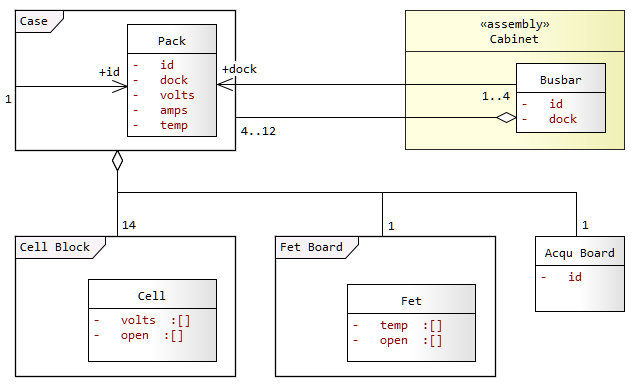 Case
Pack
- id
- dock
- volts
- amps
- temp
+id
1
+dock
«assembly»
Cabinet
Busbar
- id
- dock
1..4
4..12
14
1
1
Cell Block
Cell
- volts :[]
- open :[]
Fet Board
Fet
- temp :[]
- open :[]
Acqu Board
- id